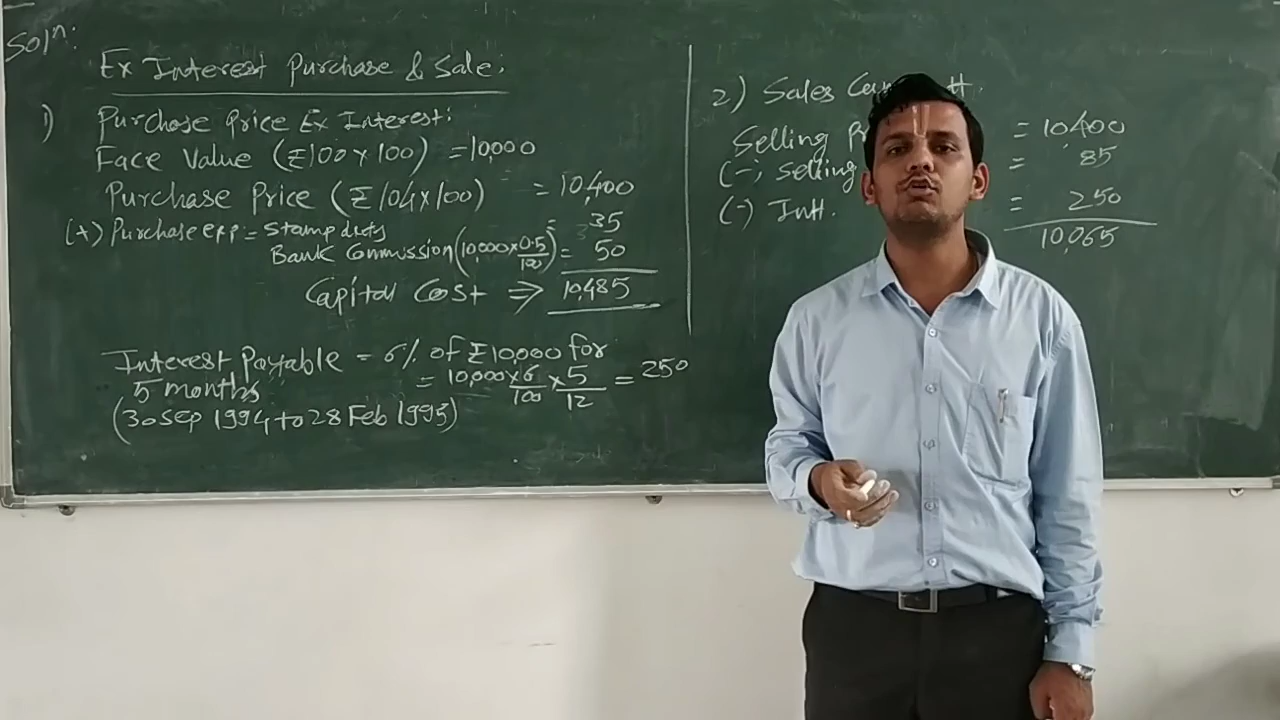 Soln:
Ex Interest Purchase & Sale.
1) Purchase Price Ex Interest:
Face Value (₹100 x 100) = 10,000
Purchase Price (₹104 x 100) = 10,400
(+) Purchase exp = Stamp duty = 35
Bank Commission (10,000 x 0.5/100) = 50
Capital Cost ⇒ 10,485
Interest Payable = 6% of ₹10,000 for
5 months = 10,000 x 6/100 x 5/12 = 250
(30 Sep 1994 to 28 Feb 1995)
2) Sales
Selling = 10400
(-) Selling = 85
(-) Intt. = 250
10,065